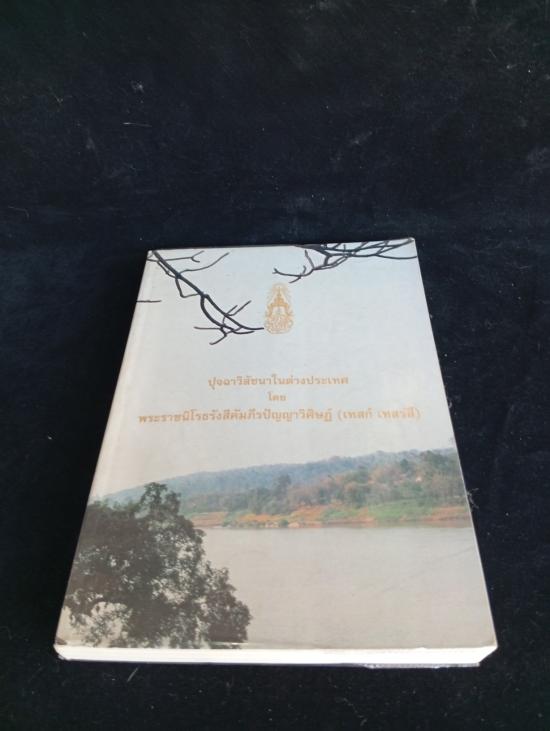 ปุจฉาวิสัชนาในต่างประเทศ
โดย
พระราชนิโรธรังสีคัมภีรปัญญาวิศิษฏ์ (เทสก์ เทสรํสี)